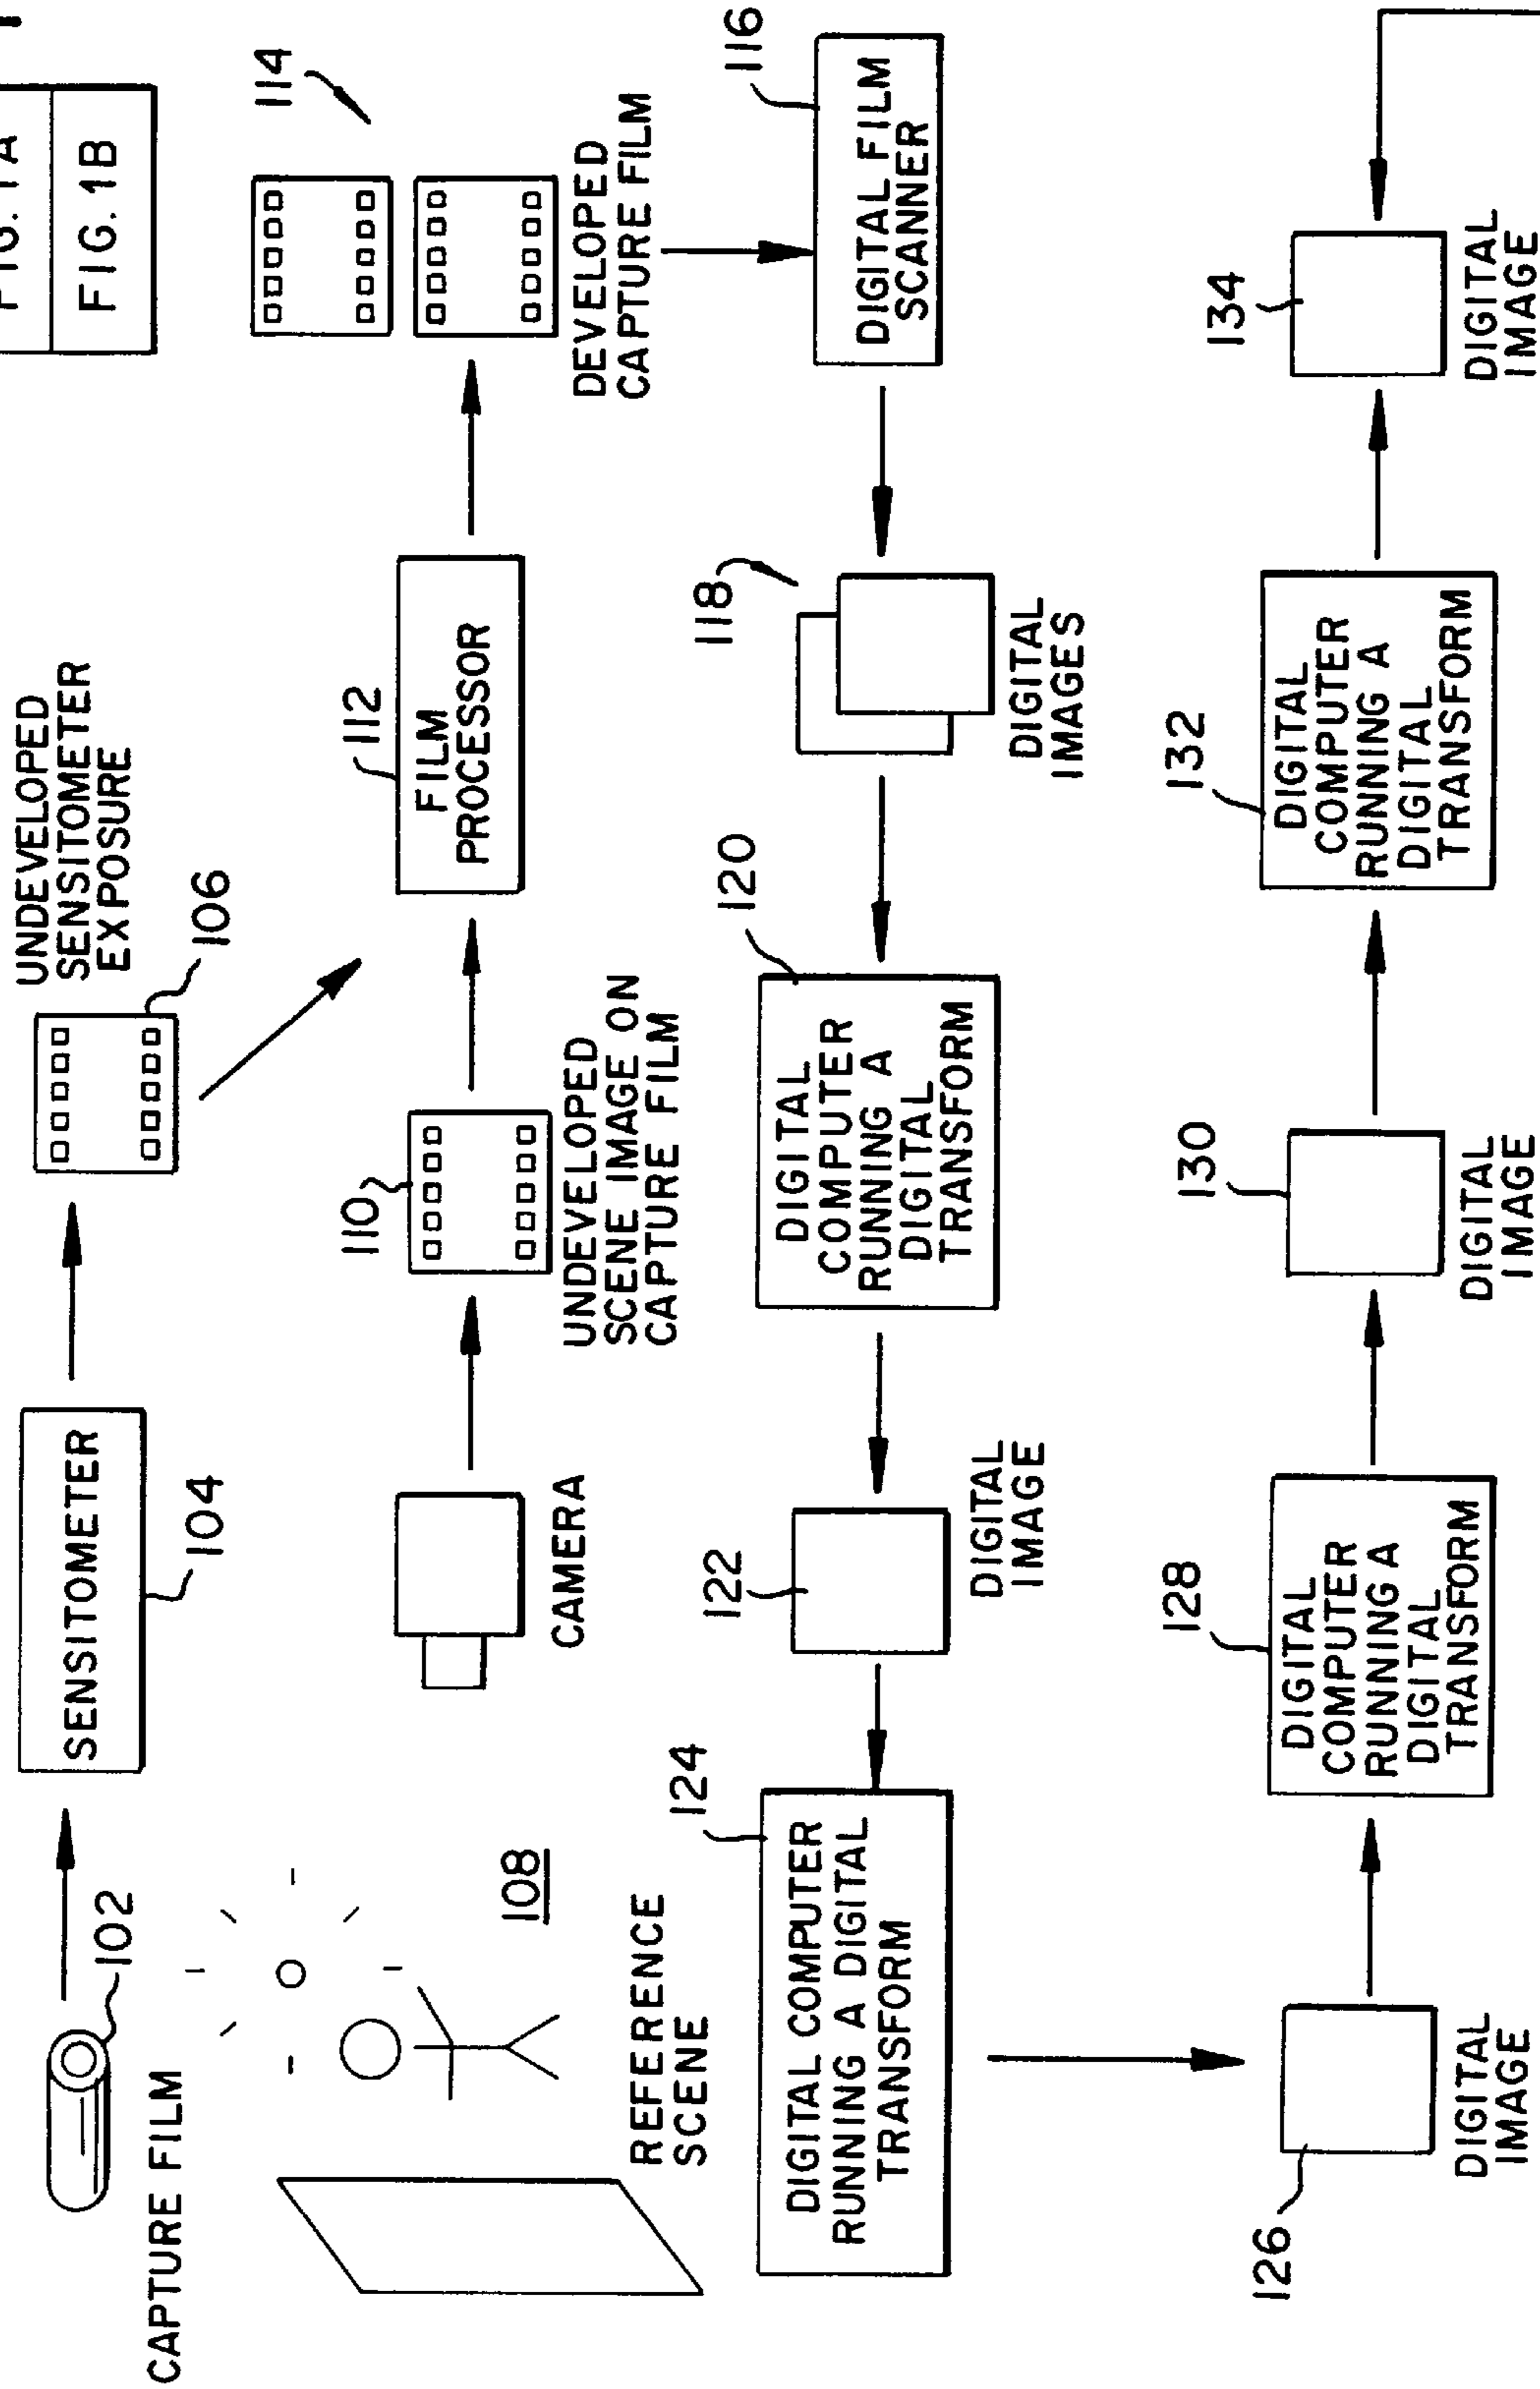 FIG. 1A
FIG. 1B
CAPTURE FILM
102
SENSITOMETER
104
UNDEVELOPED
SENSITOMETER
EXPOSURE
106
108
REFERENCE
SCENE
CAMERA
110
UNDEVELOPED
SCENE IMAGE ON
CAPTURE FILM
112
FILM
PROCESSOR
114
DEVELOPED
CAPTURE FILM
116
DIGITAL FILM
SCANNER
118
DIGITAL
IMAGES
120
DIGITAL
COMPUTER
RUNNING A
DIGITAL
TRANSFORM
122
DIGITAL
IMAGE
124
DIGITAL COMPUTER
RUNNING A DIGITAL
TRANSFORM
126
DIGITAL
IMAGE
128
DIGITAL
COMPUTER
RUNNING A
DIGITAL
TRANSFORM
130
DIGITAL
IMAGE
132
DIGITAL
COMPUTER
RUNNING A
DIGITAL
TRANSFORM
134
DIGITAL
IMAGE